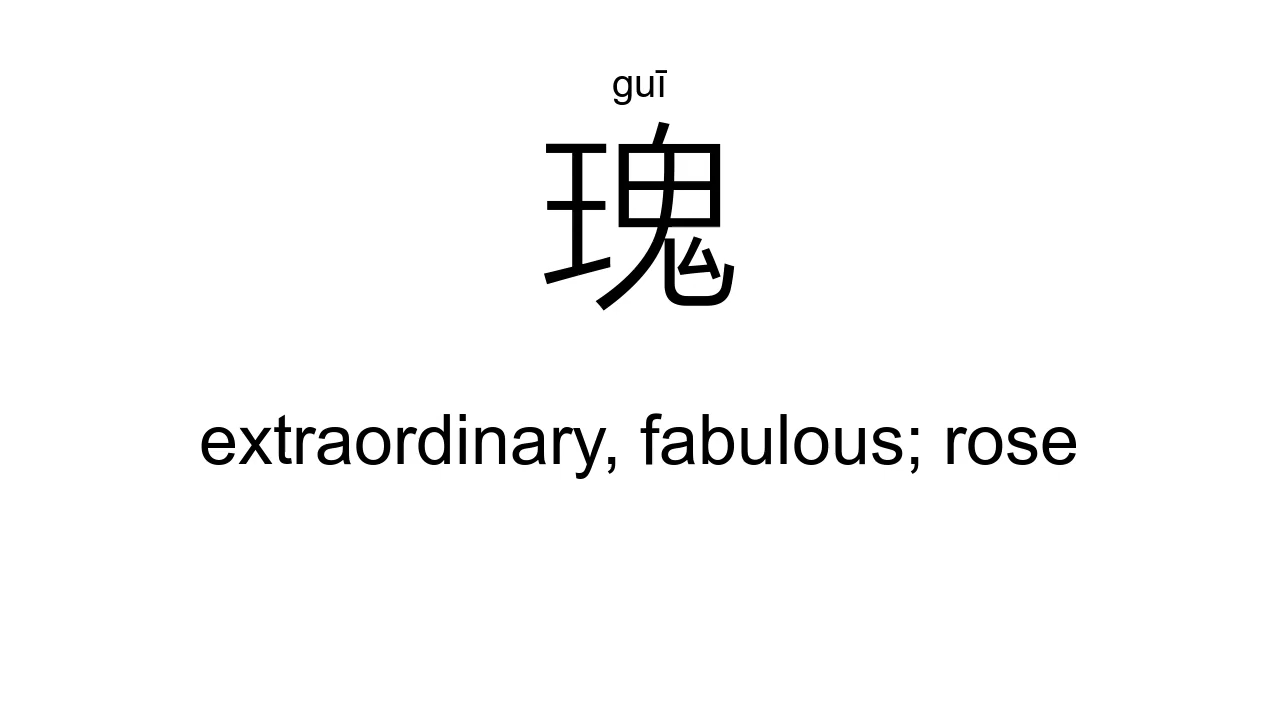 guī
瑰
extraordinary, fabulous; rose